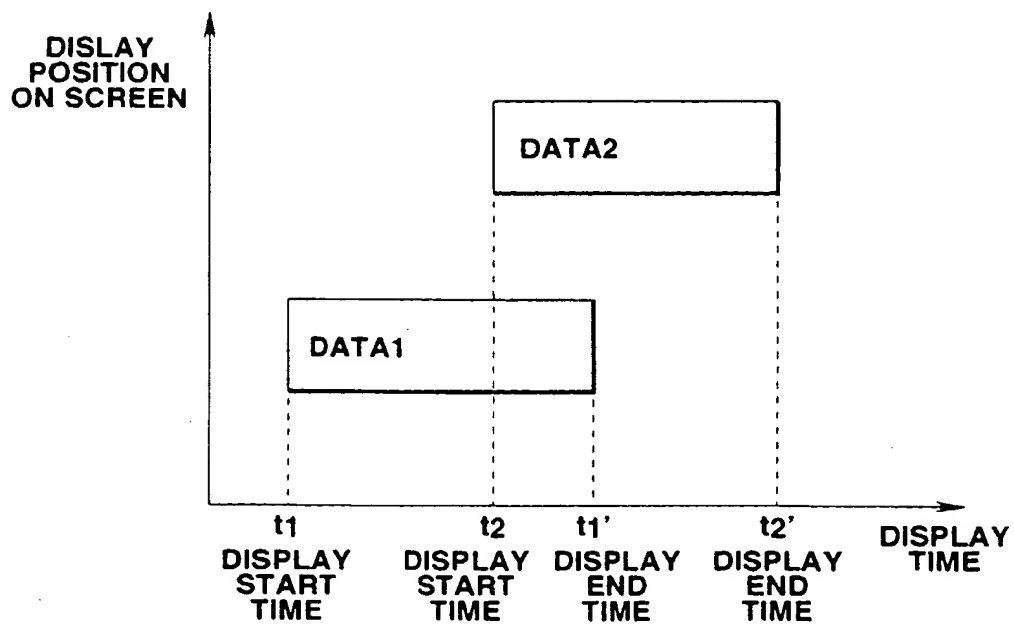 DISLAY
POSITION
ON SCREEN
DATA2
DATA1
t1
DISPLAY
START
TIME
t2
DISPLAY
START
TIME
t1'
DISPLAY
END
TIME
t2'
DISPLAY
END
TIME
DISPLAY
TIME